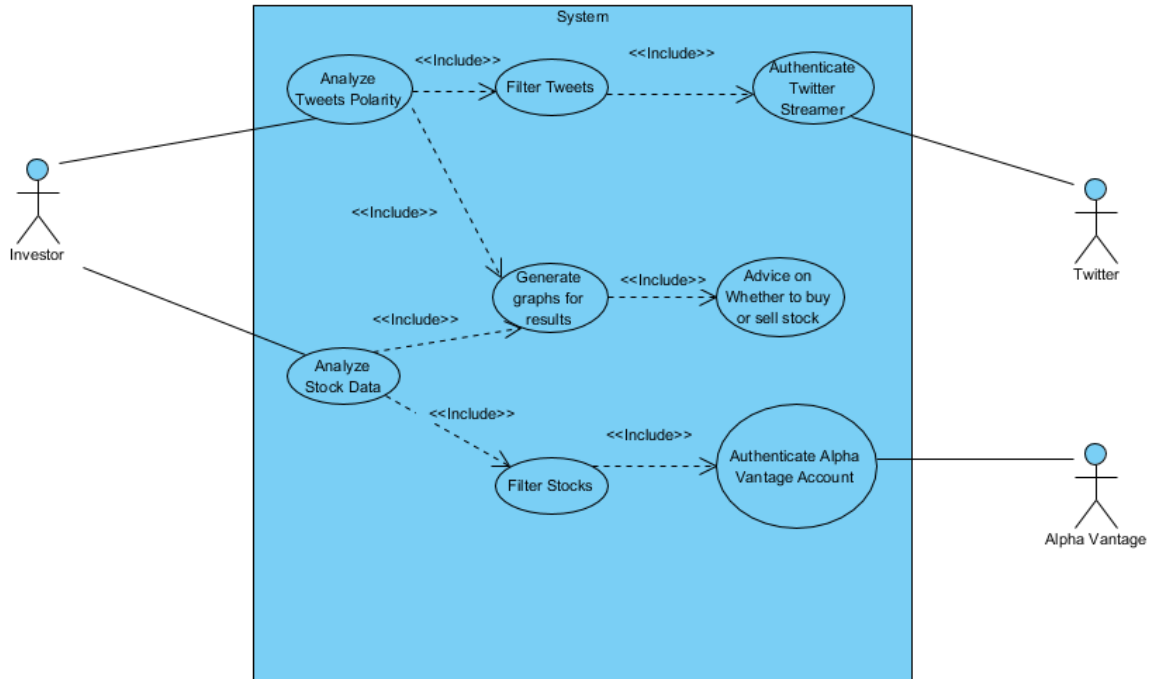 System
<<Include>>
<<Include>>
Analyze
Tweets Polarity
Filter Tweets
Authenticate
Twitter
Streamer
<<Include>>
Investor
Twitter
Generate
graphs for
results
<<Include>>
Advice on
Whether to buy
or sell stock
<<Include>>
Analyze
Stock Data
<<Include>>
<<Include>>
Filter Stocks
Authenticate Alpha
Vantage Account
Alpha Vantage